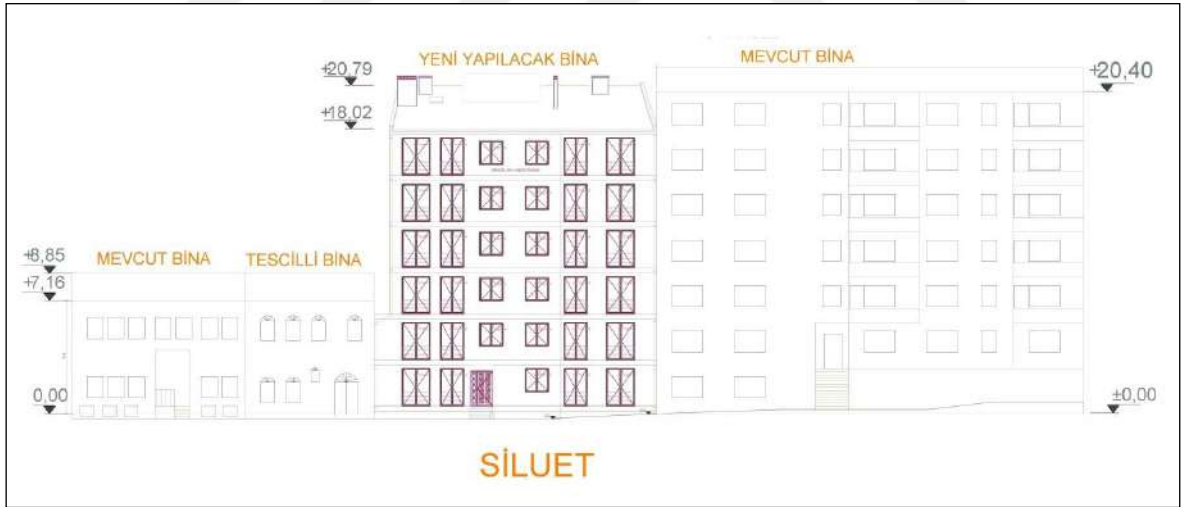 YENİ YAPILACAK BİNA
MEVCUT BİNA
+20,79
+20,40
+18,02
+8,85
MEVCUT BİNA
TESCİLLİ BİNA
+7,16
0,00
±0,00
SİLUET